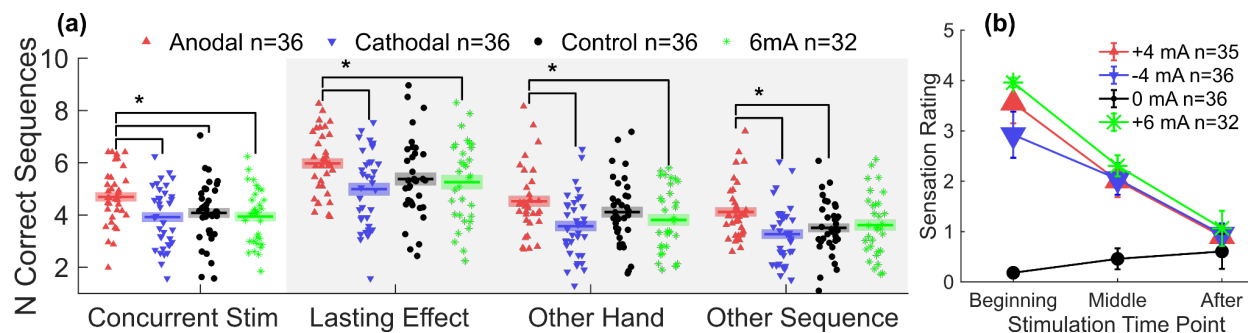 (a)
Anodal n=36 Cathodal n=36 Control n=36 6mA n=32
N Correct Sequences
10
8
6
4
2
* * * *
Concurrent Stim Lasting Effect Other Hand Other Sequence
(b)
+4 mA n=35
-4 mA n=36
0 mA n=36
+6 mA n=32
Sensation Rating
5
4
3
2
1
0
Beginning Middle After
Stimulation Time Point